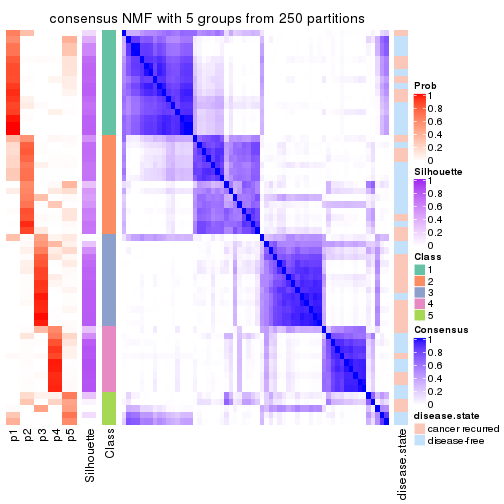 consensus NMF with 5 groups from 250 partitions
Prob
1
0.8
0.6
0.4
0.2
0
Silhouette
1
0.8
0.6
0.4
0.2
0
Class
1
2
3
4
5
Consensus
1
0.8
0.6
0.4
0.2
0
disease.state
cancer recurred
disease-free
p1
p2
p3
p4
p5
Silhouette
Class
disease.state